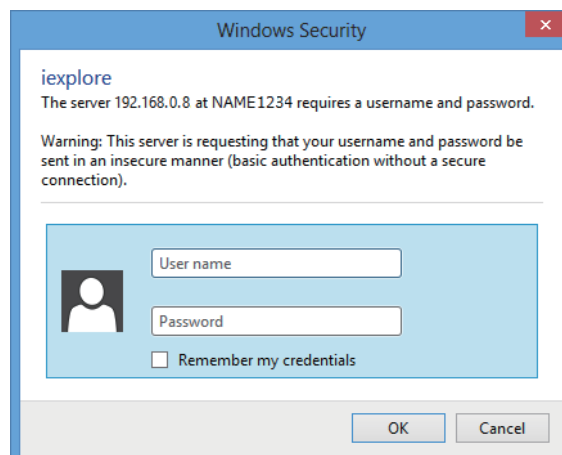 Windows Security
iexplore
The server 192.168.0.8 at NAME1234 requires a username and password.
Warning: This server is requesting that your username and password be
sent in an insecure manner (basic authentication without a secure
connection).
User name
Password
Remember my credentials
OK
Cancel